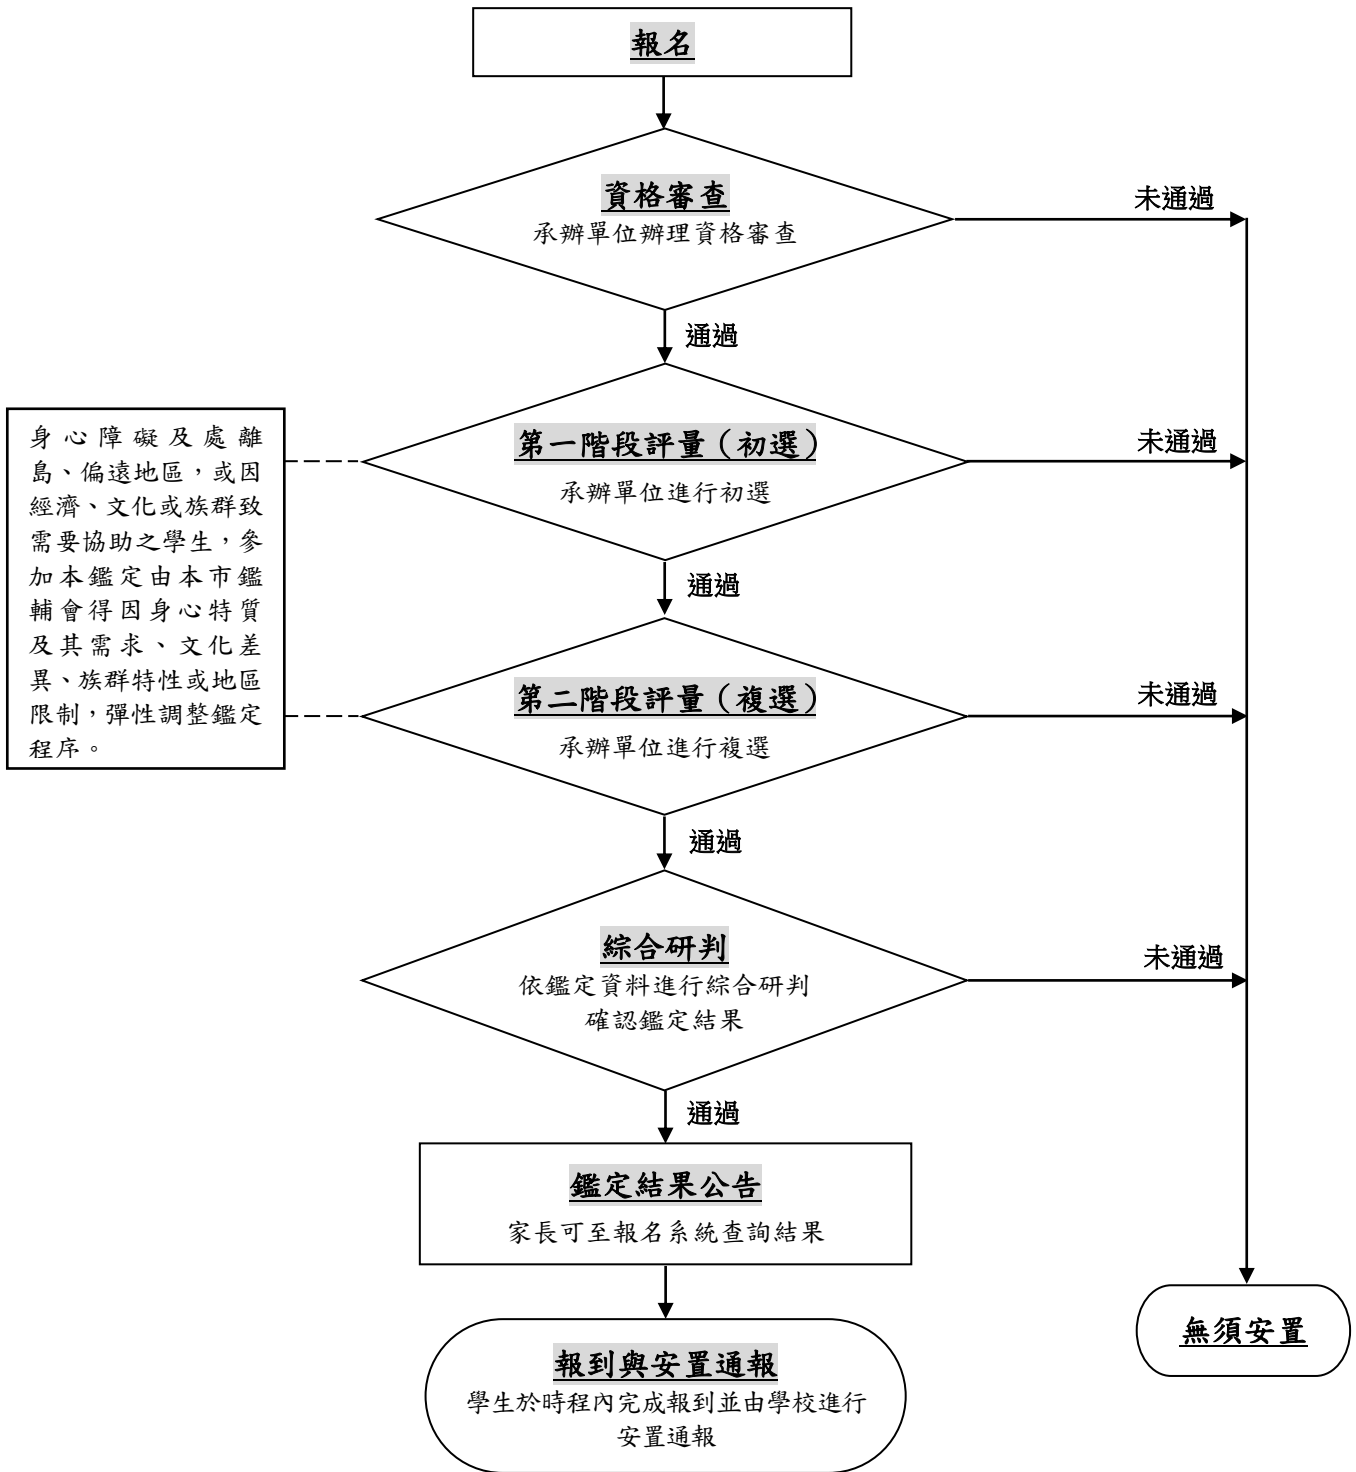 報名
資格審查
承辦單位辦理資格審查
未通過
通過
第一階段評量（初選）
承辦單位進行初選
未通過
身心障礙及處離
島、偏遠地區，或因
經濟、文化或族群致
需要協助之學生，參
加本鑑定由本市鑑
輔會得因身心特質
及其需求、文化差
異、族群特性或地區
限制，彈性調整鑑定
程序。
通過
第二階段評量（複選）
承辦單位進行複選
未通過
通過
綜合研判
依鑑定資料進行綜合研判
確認鑑定結果
未通過
通過
鑑定結果公告
家長可至報名系統查詢結果
無須安置
報到與安置通報
學生於時程內完成報到並由學校進行
安置通報